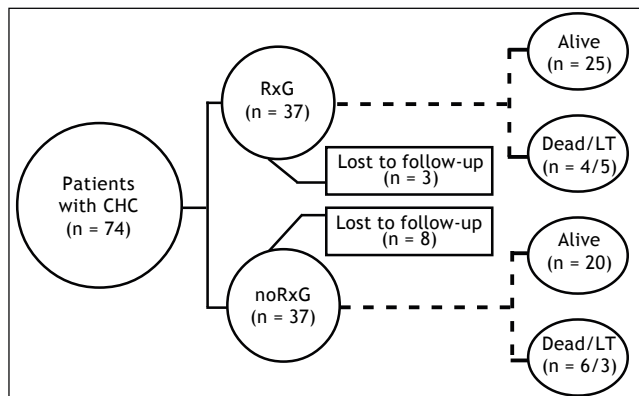 Patients
with CHC
(n = 74)
RxG
(n = 37)
Lost to follow-up
(n = 3)
Alive
(n = 25)
Dead/LT
(n = 4/5)
Lost to follow-up
(n = 8)
noRxG
(n = 37)
Alive
(n = 20)
Dead/LT
(n = 6/3)